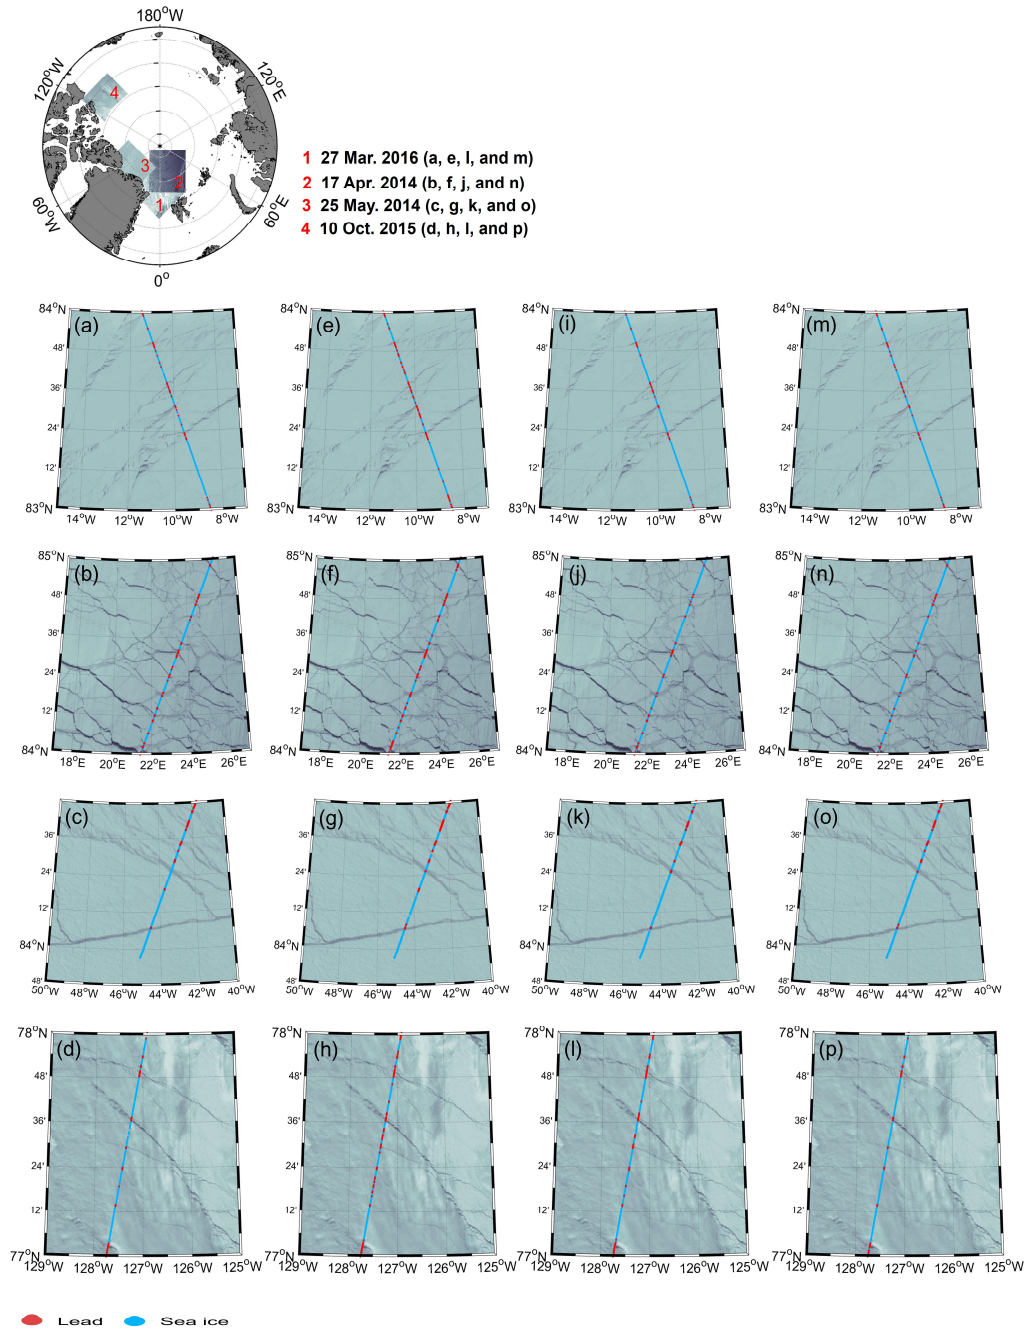 180°W
120°W
120°E
4
3
2
1
60°W
60°E
0°
1 27 Mar. 2016 (a, e, l, and m)
2 17 Apr. 2014 (b, f, j, and n)
3 25 May. 2014 (c, g, k, and o)
4 10 Oct. 2015 (d, h, l, and p)
84°N 84°N 84°N 84°N
(a) (e) (i) (m)
48' 48' 48' 48'
36' 36' 36' 36'
24' 24' 24' 24'
12' 12' 12' 12'
83°N 83°N 83°N 83°N
14°W 12°W 10°W 8°W 14°W 12°W 10°W 8°W 14°W 12°W 10°W 8°W 14°W 12°W 10°W 8°W
85°N 85°N 85°N 85°N
(b) (f) (j) (n)
48' 48' 48' 48'
36' 36' 36' 36'
24' 24' 24' 24'
12' 12' 12' 12'
84°N 84°N 84°N 84°N
18°E 20°E 22°E 24°E 26°E 18°E 20°E 22°E 24°E 26°E 18°E 20°E 22°E 24°E 26°E 18°E 20°E 22°E 24°E 26°E
(c) (g) (k) (o)
36' 36' 36' 36'
24' 24' 24' 24'
12' 12' 12' 12'
84°N 84°N 84°N 84°N
48' 48' 48' 48'
50°W 48°W 46°W 44°W 42°W 40°W 50°W 48°W 46°W 44°W 42°W 40°W 50°W 48°W 46°W 44°W 42°W 40°W 50°W 48°W 46°W 44°W 42°W 40°W
78°N 78°N 78°N 78°N
(d) (h) (l) (p)
48' 48' 48' 48'
36' 36' 36' 36'
24' 24' 24' 24'
12' 12' 12' 12'
77°N 77°N 77°N 77°N
129°W 128°W 127°W 126°W 125°W 129°W 128°W 127°W 126°W 125°W 129°W 128°W 127°W 126°W 125°W 129°W 128°W 127°W 126°W 125°W
Lead Sea ice